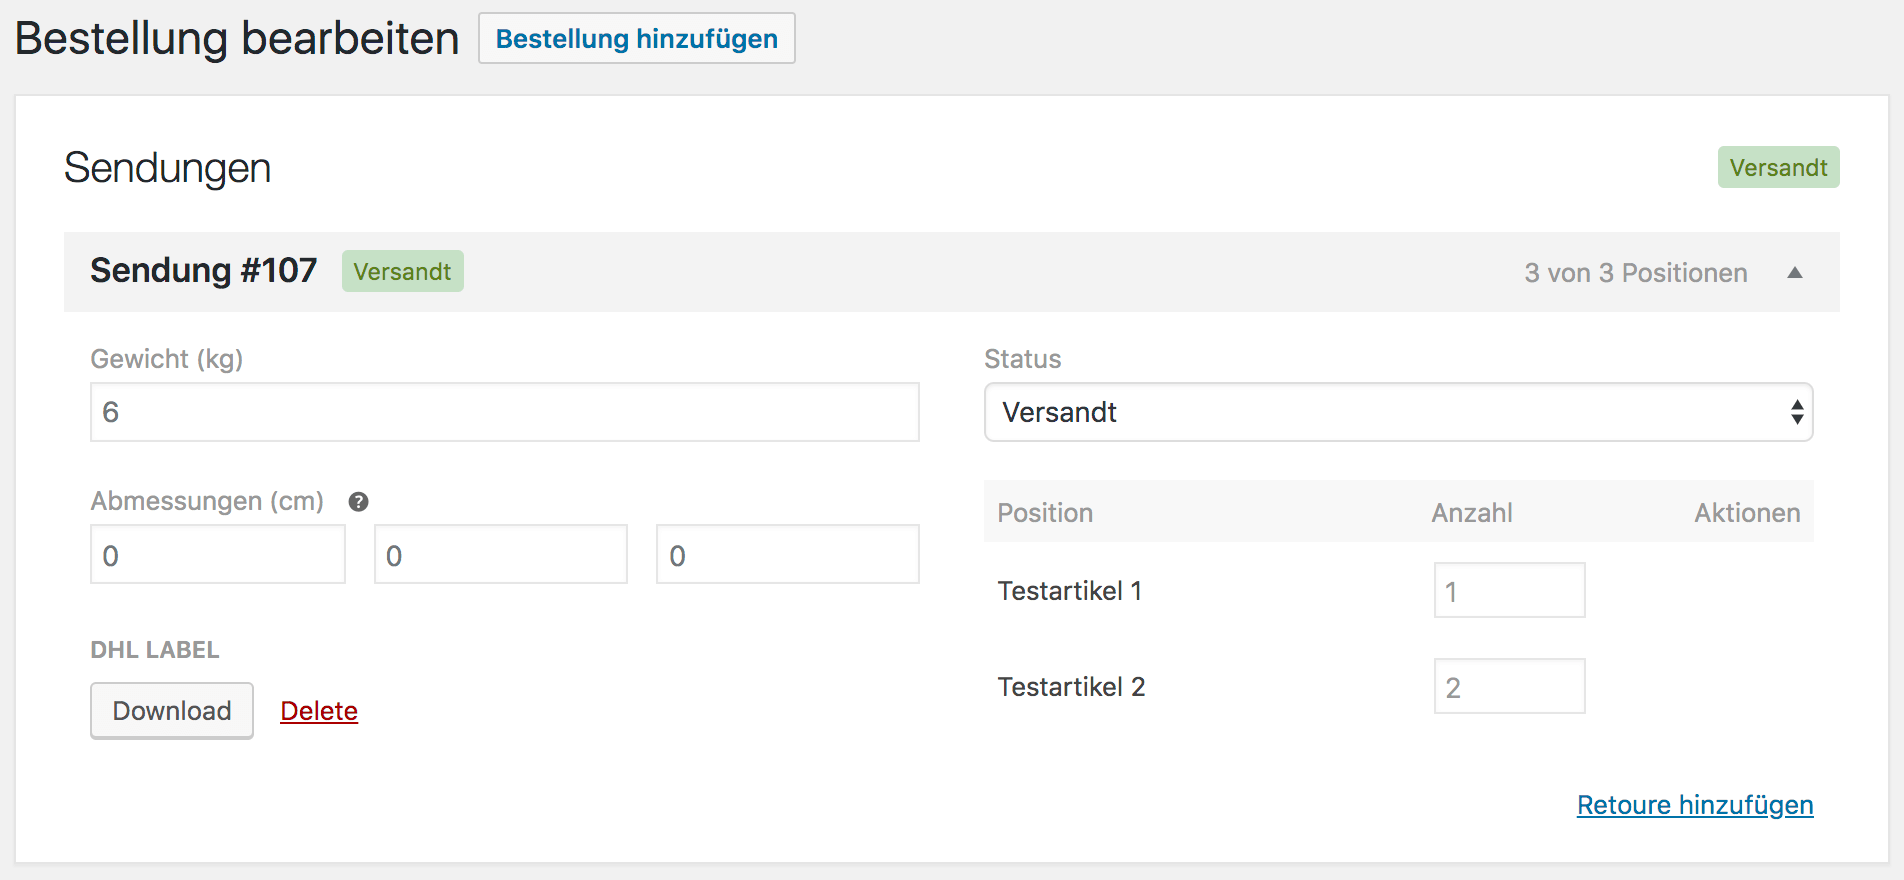 Bestellung bearbeiten Bestellung hinzufügen
Sendungen Versandt
Sendung #107 Versandt 3 von 3 Positionen ▲
Gewicht (kg) Status
6 Versandt
Abmessungen (cm) ?
Position Anzahl Aktionen
0 0 0
Testartikel 1 1
DHL LABEL
Testartikel 2 2
Download Delete
Retoure hinzufügen